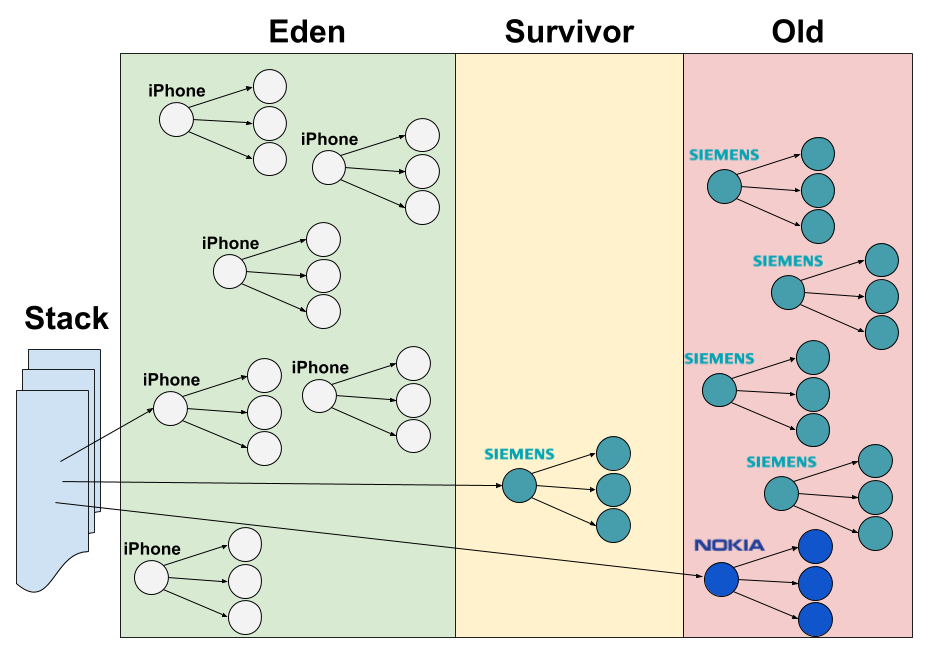 Eden
Survivor
Old
iPhone
iPhone
SIEMENS
iPhone
SIEMENS
Stack
iPhone
iPhone
SIEMENS
SIEMENS
SIEMENS
iPhone
NOKIA